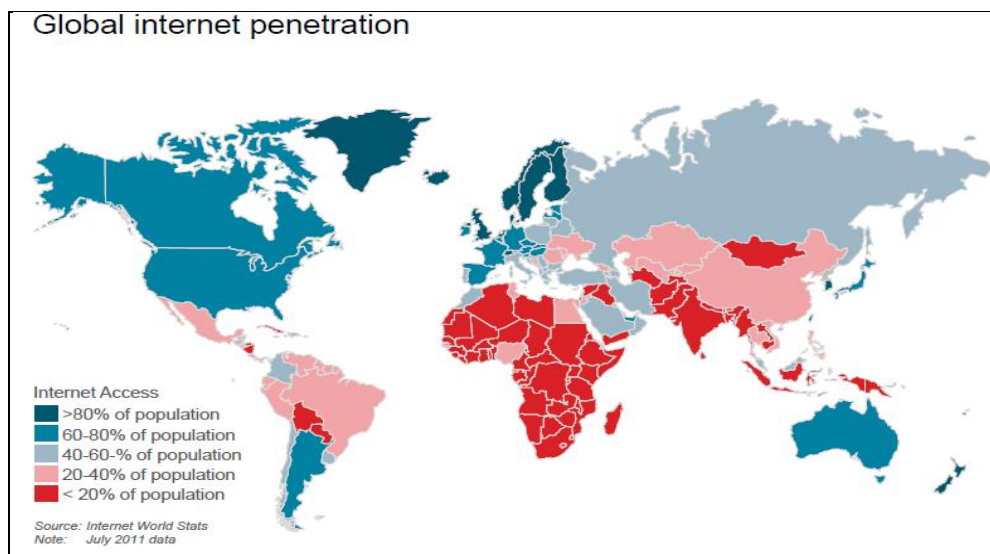 Global internet penetration
Internet Access
>80% of population
60-80% of population
40-60-% of population
20-40% of population
< 20% of population
Source: Internet World Stats
Note: July 2011 data